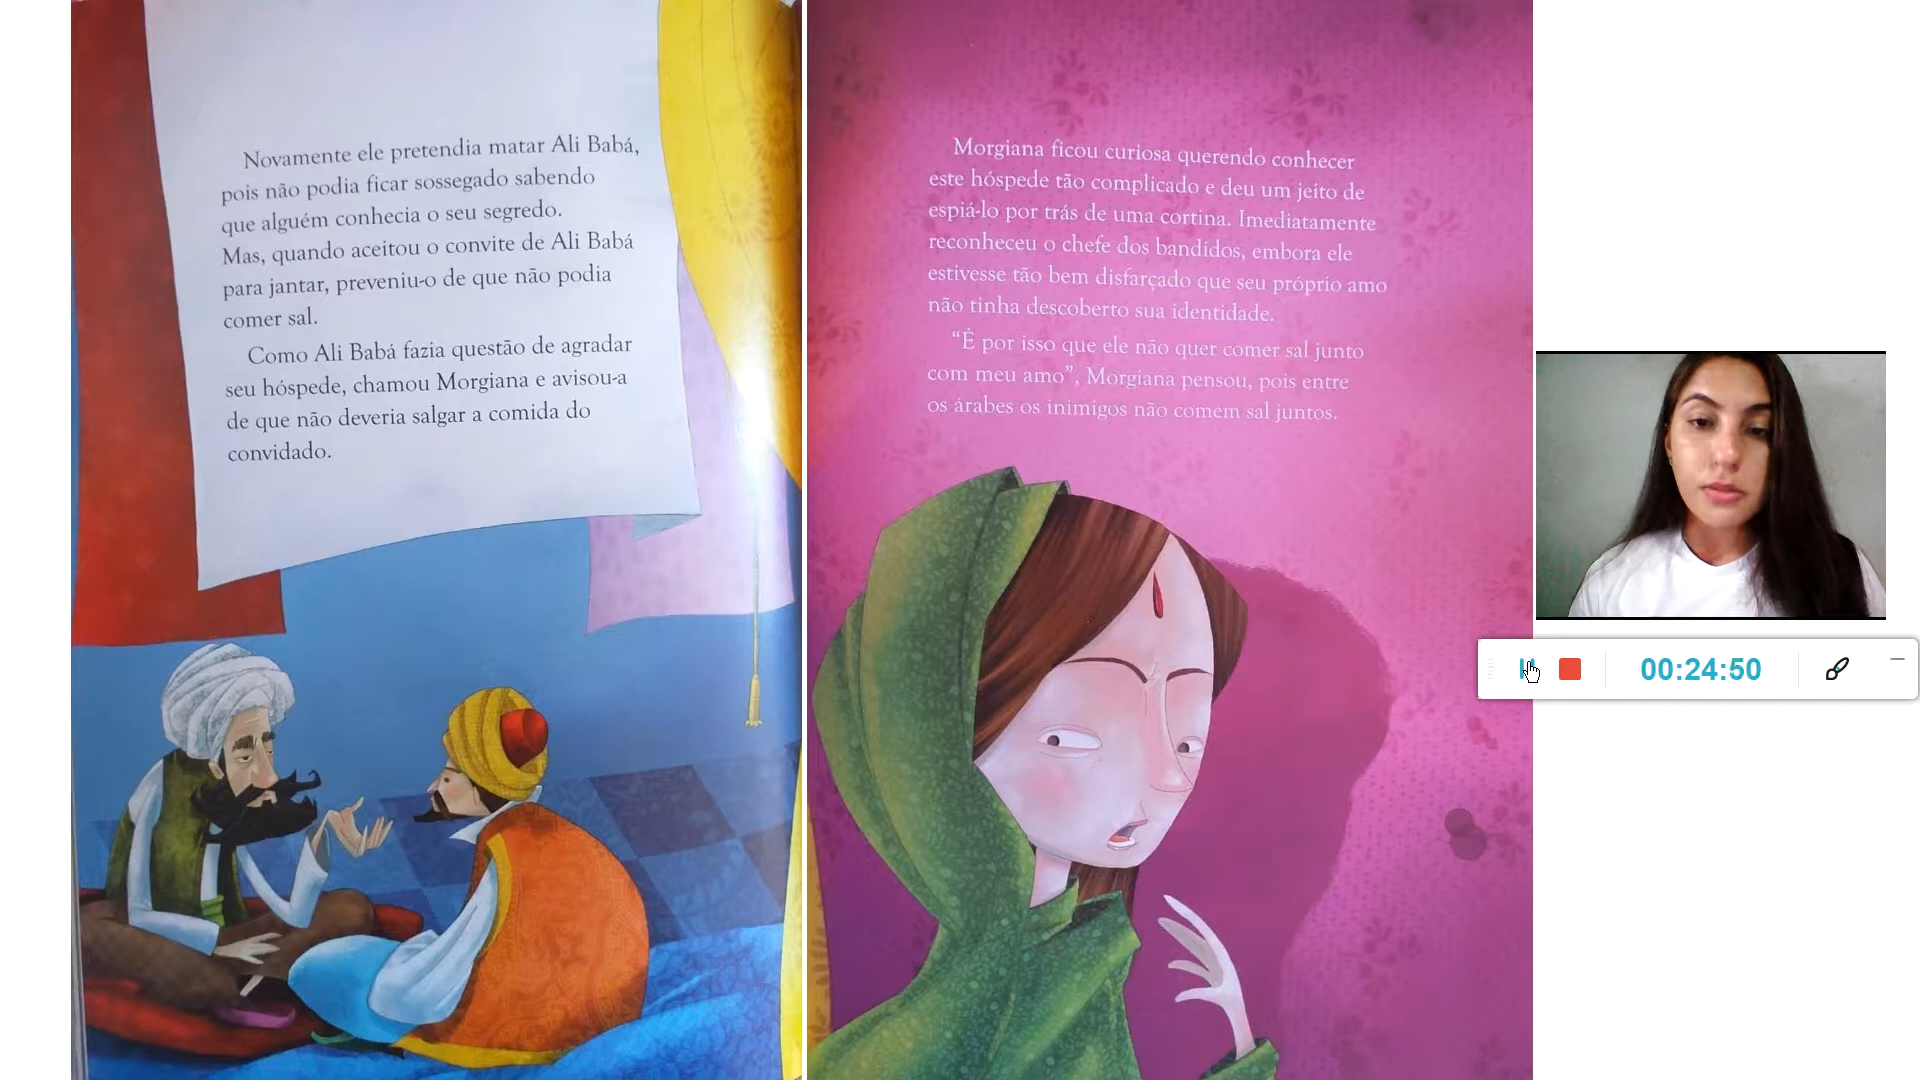 Novamente ele pretendia matar Ali Babá,
pois não podia ficar sossegado sabendo
que alguém conhecia o seu segredo.
Mas, quando aceitou o convite de Ali Babá
para jantar, preveniu-o de que não podia
comer sal.
Como Ali Babá fazia questão de agradar
seu hóspede, chamou Morgiana e avisou-a
de que não deveria salgar a comida do
convidado.
Morgiana ficou curiosa querendo conhecer
este hóspede tão complicado e deu um jeito de
espiá-lo por trás de uma cortina. Imediatamente
reconheceu o chefe dos bandidos, embora ele
estivesse tão bem disfarçado que seu próprio amo
não tinha descoberto sua identidade.
“É por isso que ele não quer comer sal junto
com meu amo”, Morgiana pensou, pois entre
os árabes os inimigos não comem sal juntos.
00:24:50